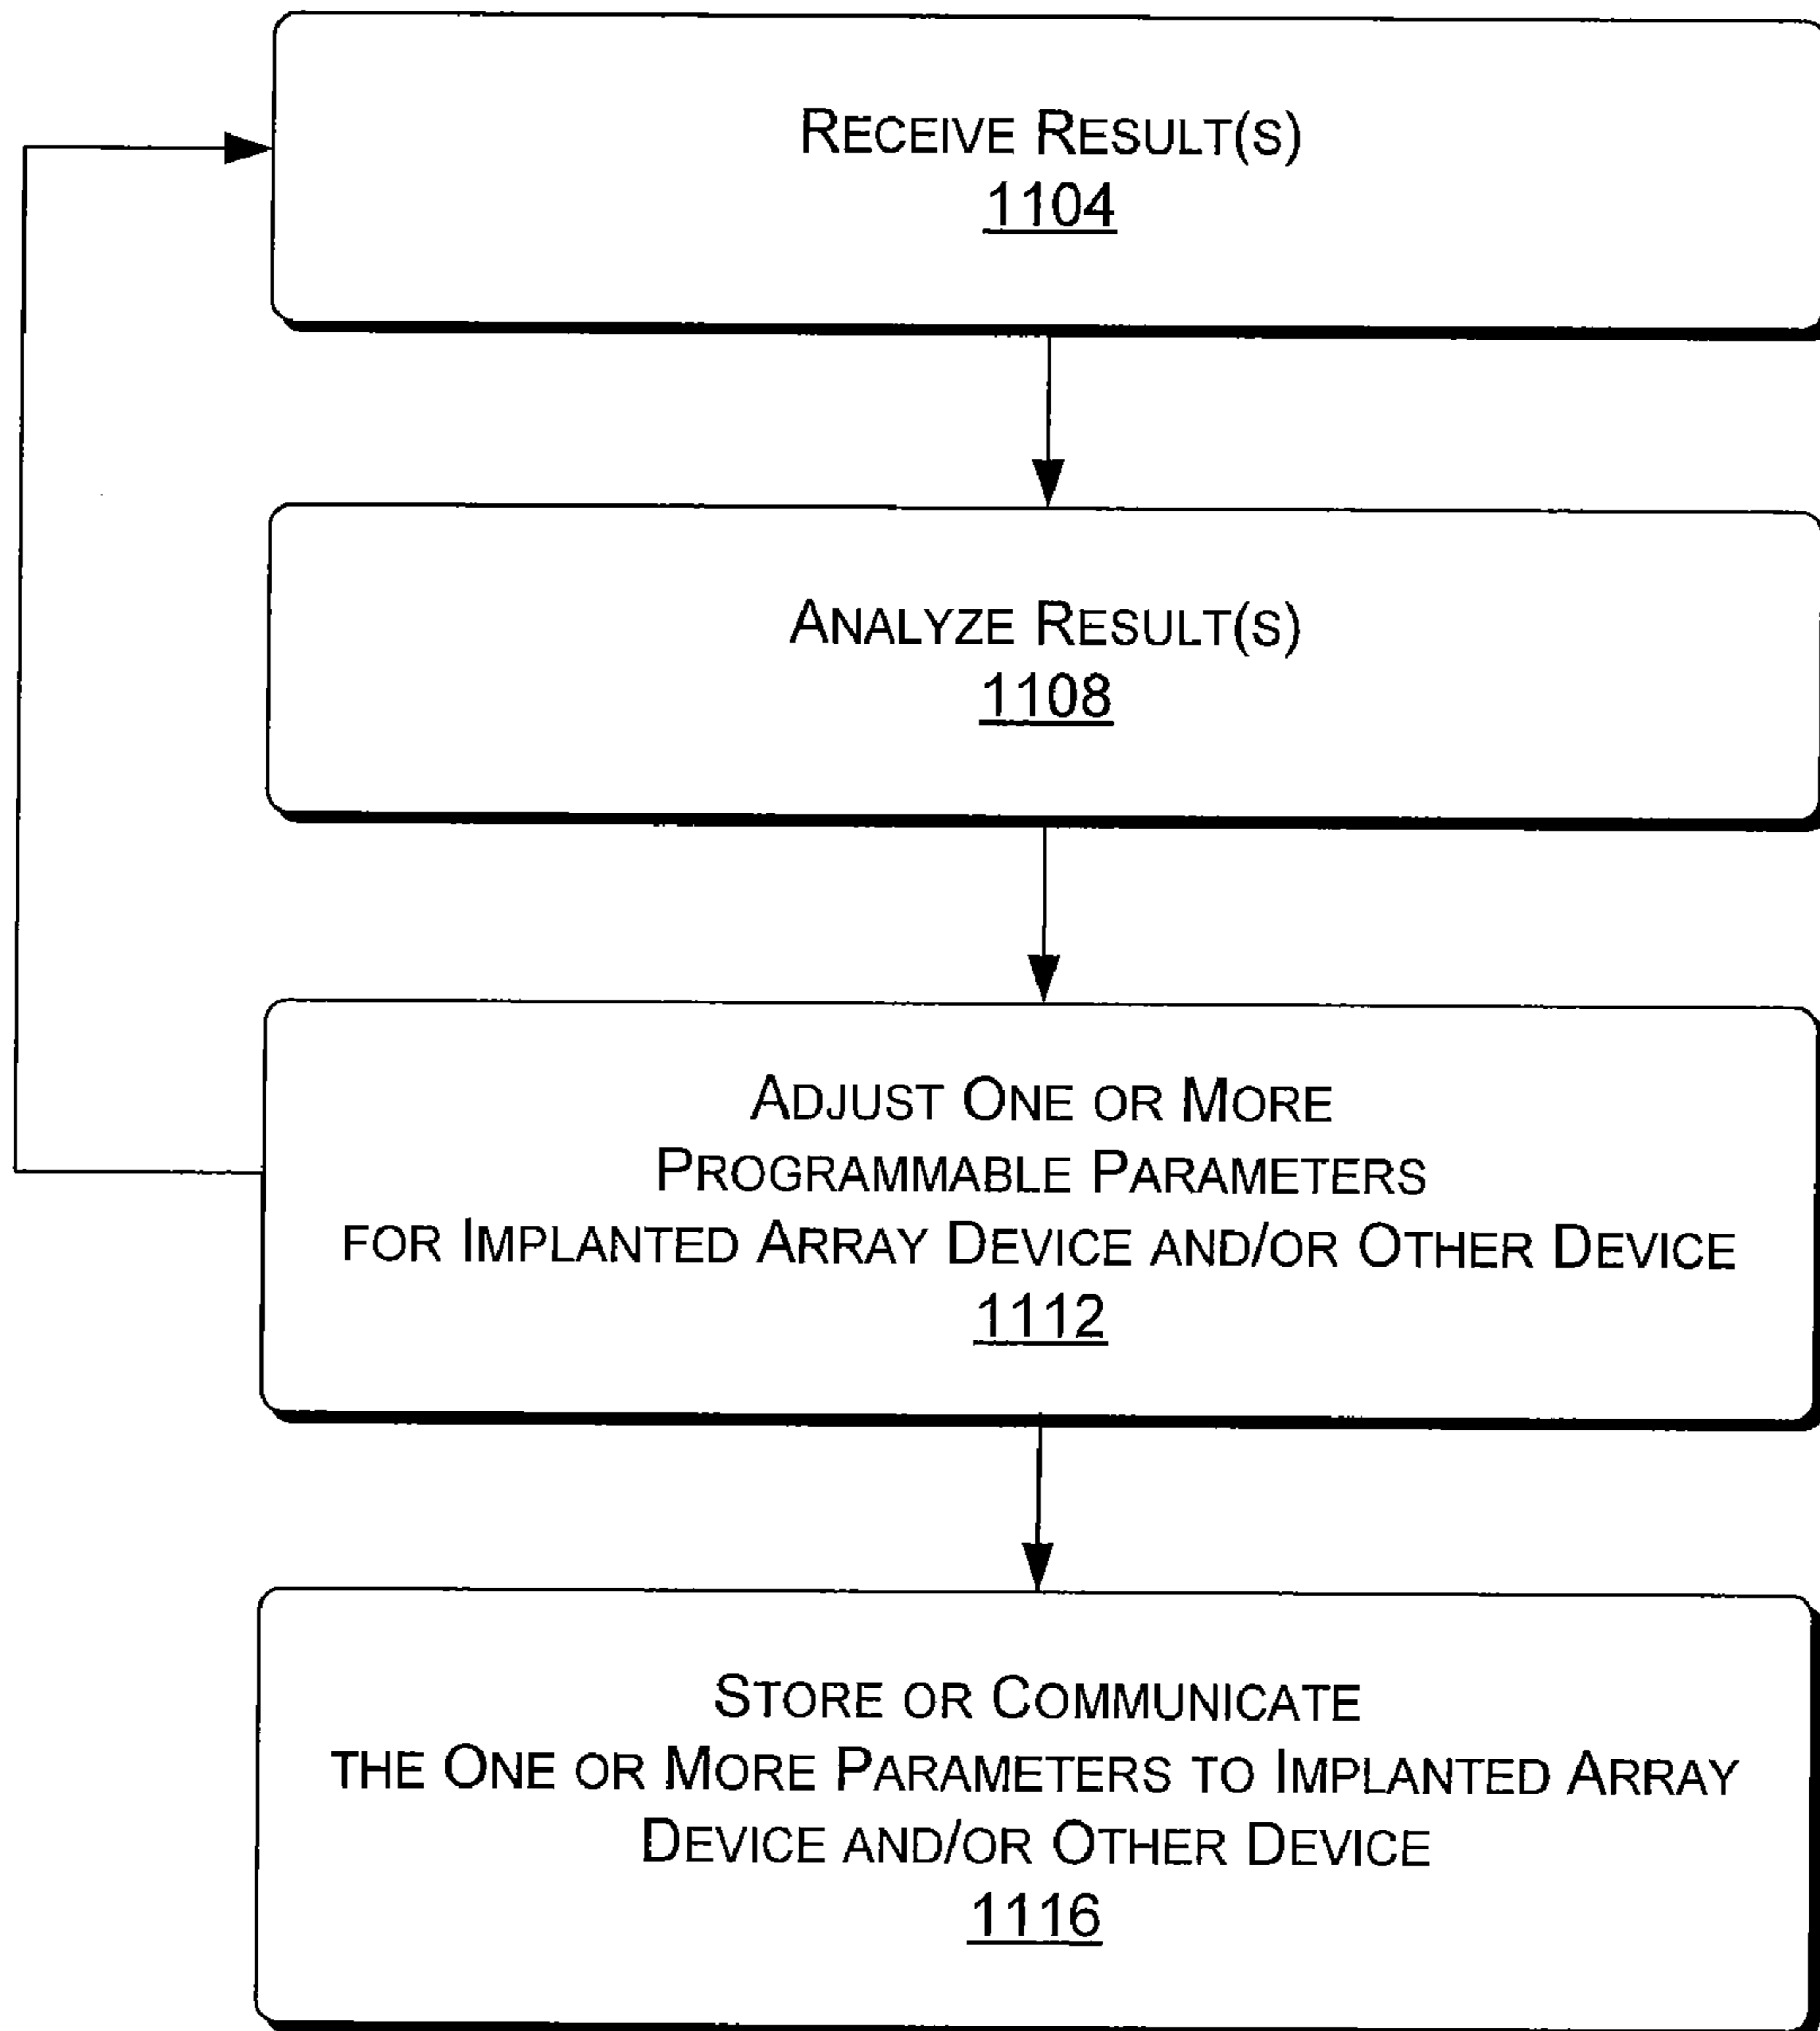 RECEIVE RESULT(S)
1104
ANALYZE RESULT(S)
1108
ADJUST ONE OR MORE
PROGRAMMABLE PARAMETERS
FOR IMPLANTED ARRAY DEVICE AND/OR OTHER DEVICE
1112
STORE OR COMMUNICATE
THE ONE OR MORE PARAMETERS TO IMPLANTED ARRAY
DEVICE AND/OR OTHER DEVICE
1116